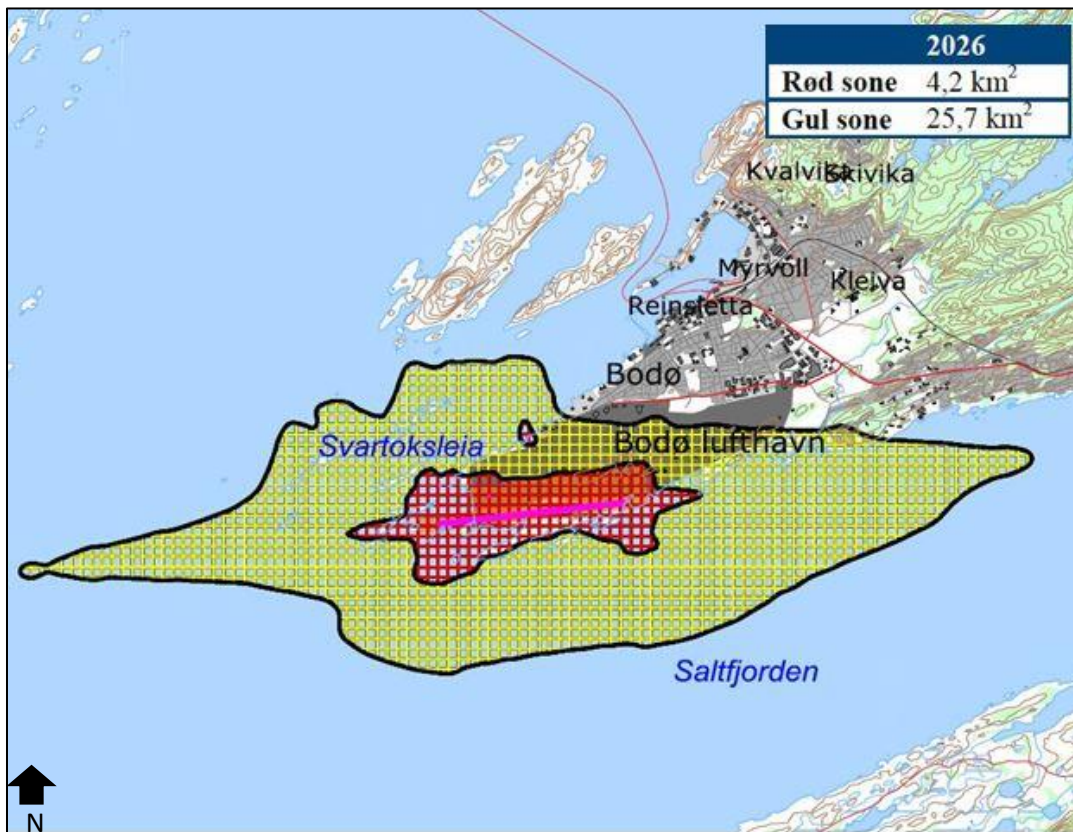 2026
Rød sone 4,2 km²
Gul sone 25,7 km²
Kvalvika Skivika
Myrvoll
Kleiva
Reinsletta
Bodø
Bodø lufthavn
Svartoksleia
Saltfjorden
N